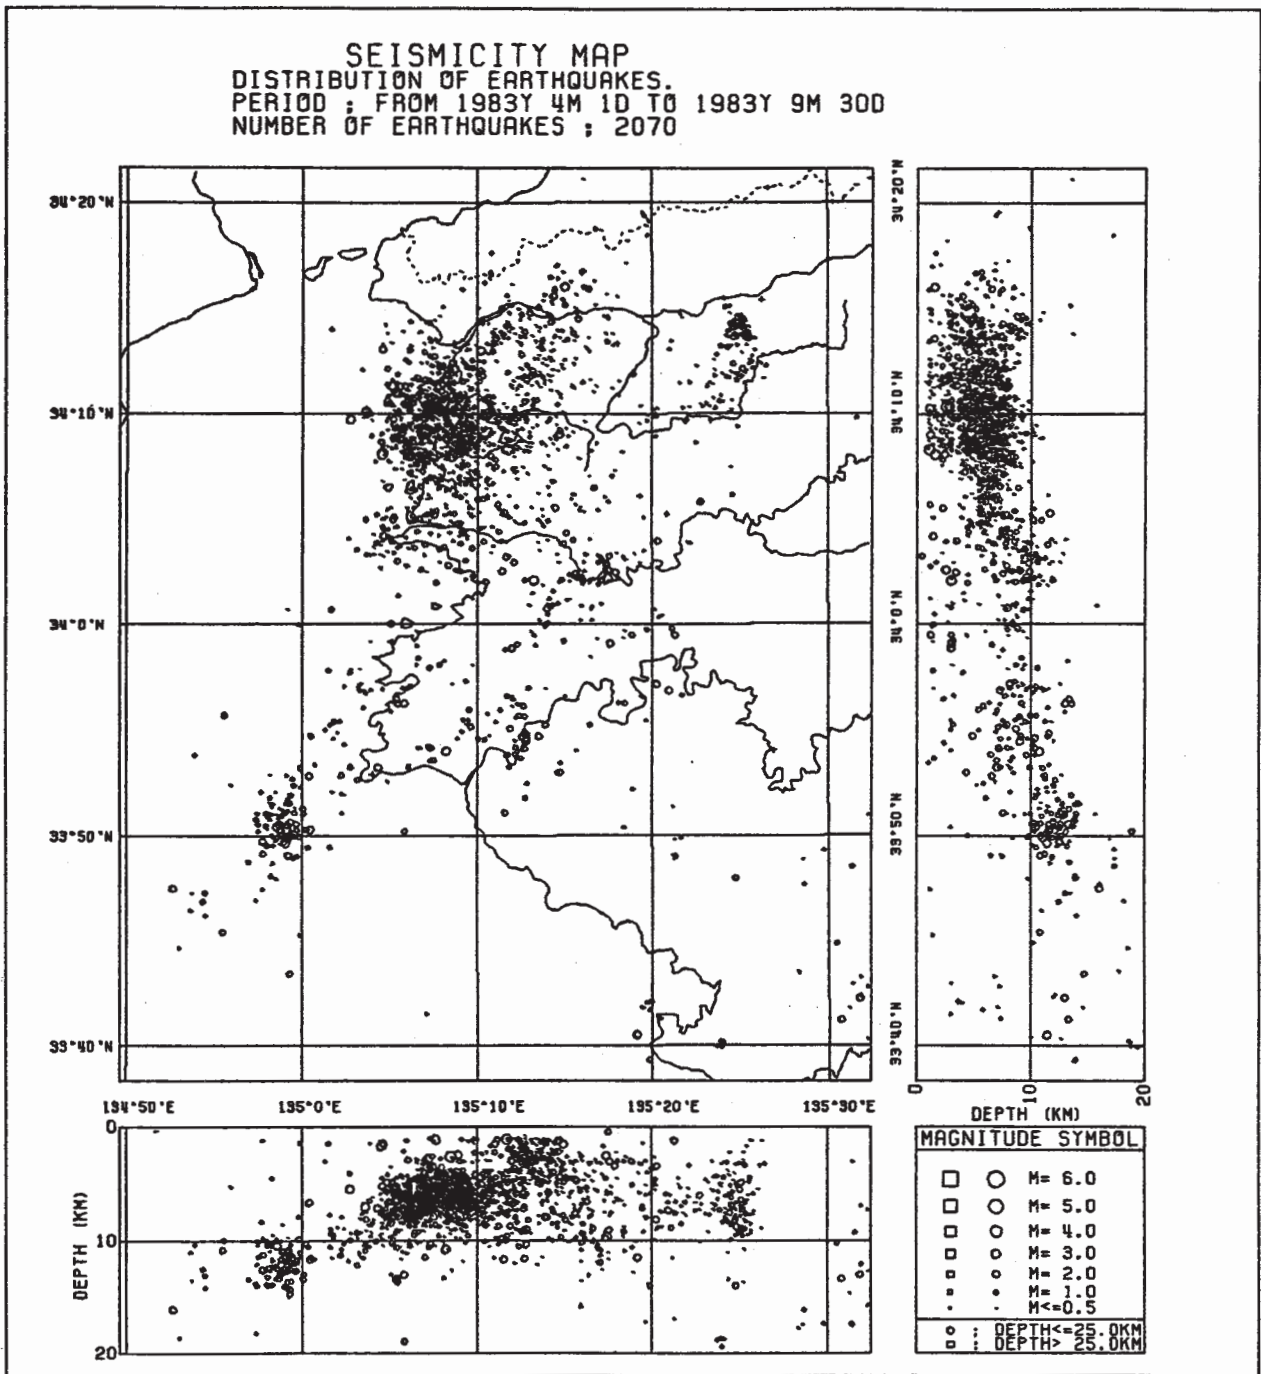 SEISMICITY MAP
DISTRIBUTION OF EARTHQUAKES.
PERIOD ; FROM 1983Y 4M 1D TO 1983Y 9M 30D
NUMBER OF EARTHQUAKES ; 2070
34°20'N
34°10'N
34°0'N
33°50'N
33°40'N
34°20'N
34°10'N
34°0'N
33°50'N
33°40'N
0 10 20
DEPTH (KM)
134°50'E 135°0'E 135°10'E 135°20'E 135°30'E
0
10
20
DEPTH (KM)
MAGNITUDE SYMBOL
M= 6.0
M= 5.0
M= 4.0
M= 3.0
M= 2.0
M= 1.0
M<=0.5
; DEPTH<=25.0KM
; DEPTH> 25.0KM